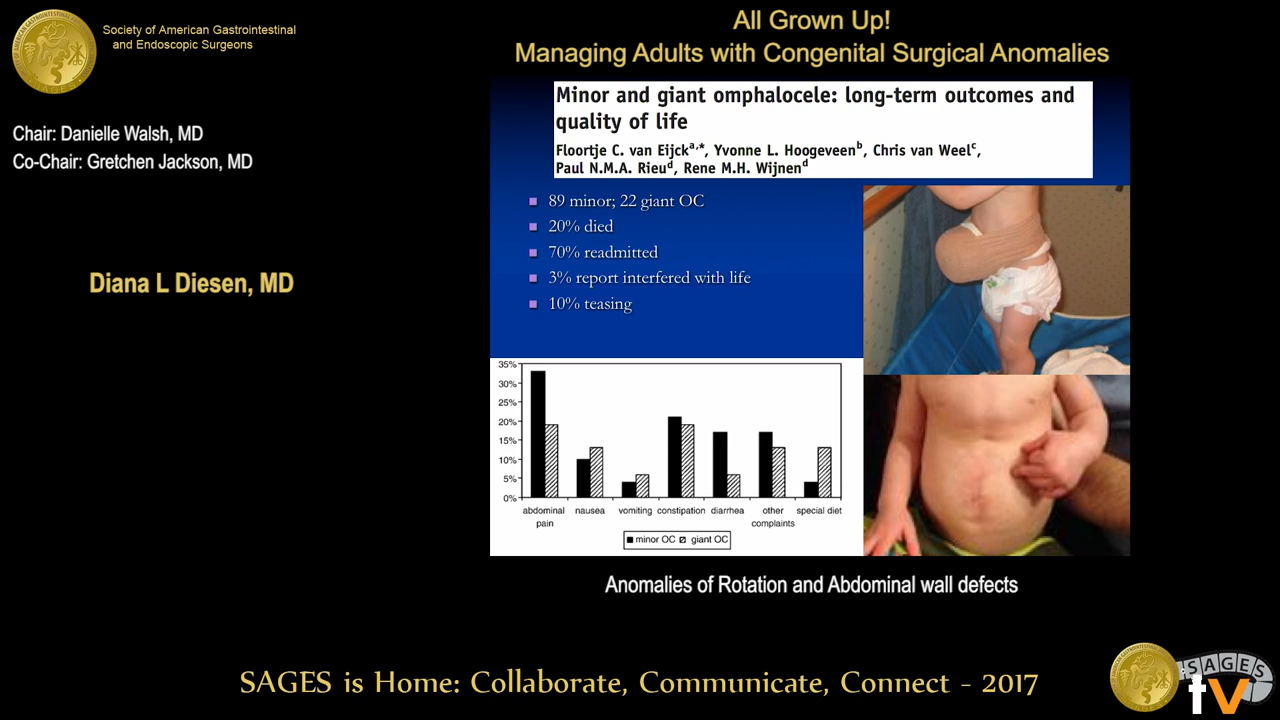 Society of American Gastrointestinal
and Endoscopic Surgeons
Chair: Danielle Walsh, MD
Co-Chair: Gretchen Jackson, MD
Diana L Diesen, MD
All Grown Up!
Managing Adults with Congenital Surgical Anomalies
Minor and giant omphalocele: long-term outcomes and
quality of life
Floortje C. van Eijckᵃ,*, Yvonne L. Hoogeveenᵇ, Chris van Weelᶜ,
Paul N.M.A. Rieuᵈ, Rene M.H. Wijnenᵈ
89 minor; 22 giant OC
20% died
70% readmitted
3% report interfered with life
10% teasing
35%
30%
25%
20%
15%
10%
5%
0%
abdominal pain
nausea
vomiting
constipation
diarrhea
other complaints
special diet
minor OC
giant OC
Anomalies of Rotation and Abdominal wall defects
SAGES is Home: Collaborate, Communicate, Connect - 2017
SAGES
tv